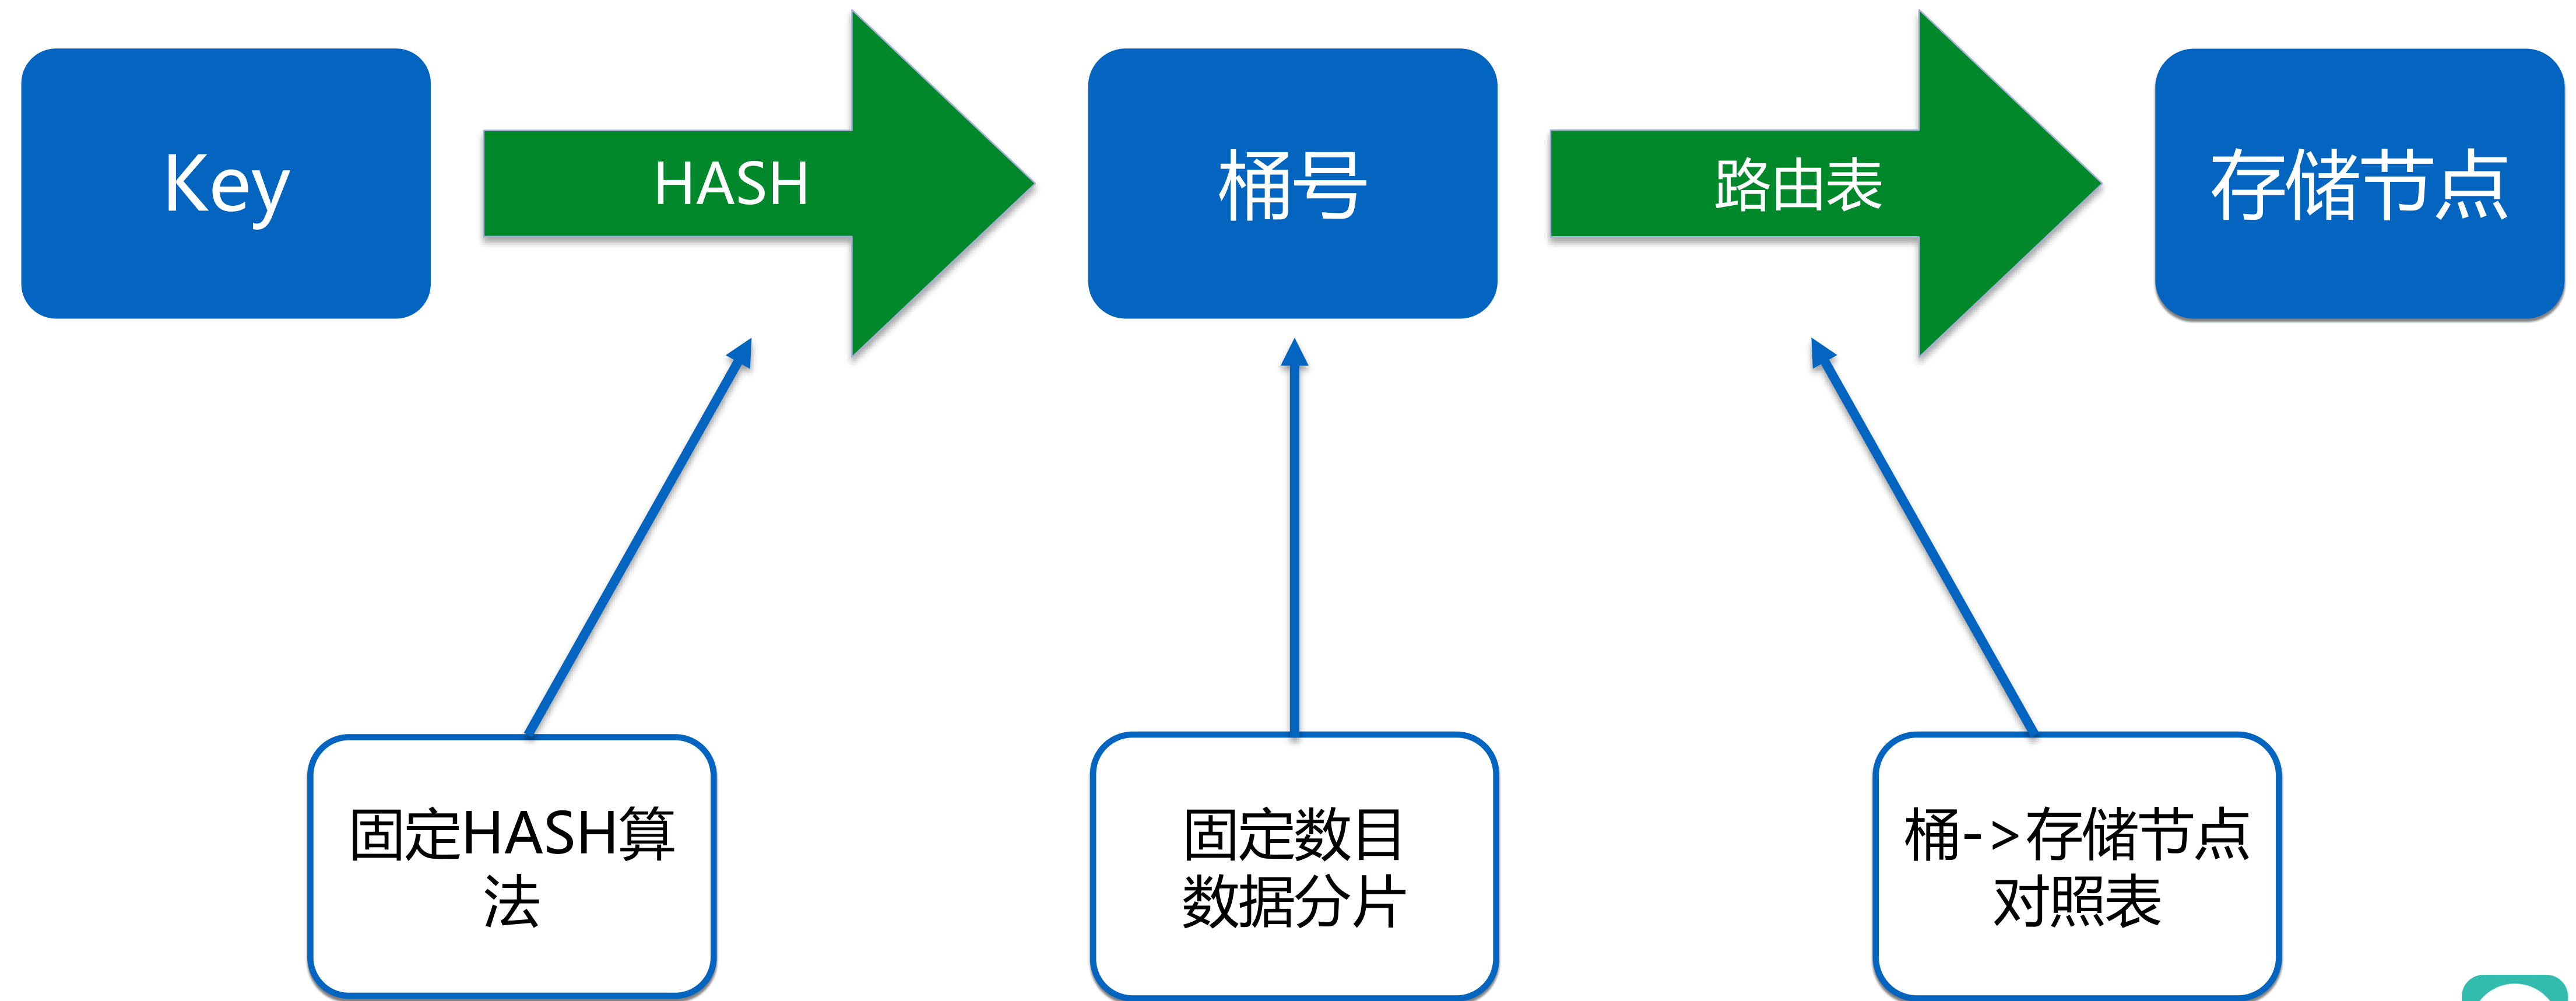 Key
HASH
桶号
路由表
存储节点
固定HASH算
法
固定数目
数据分片
桶->存储节点
对照表